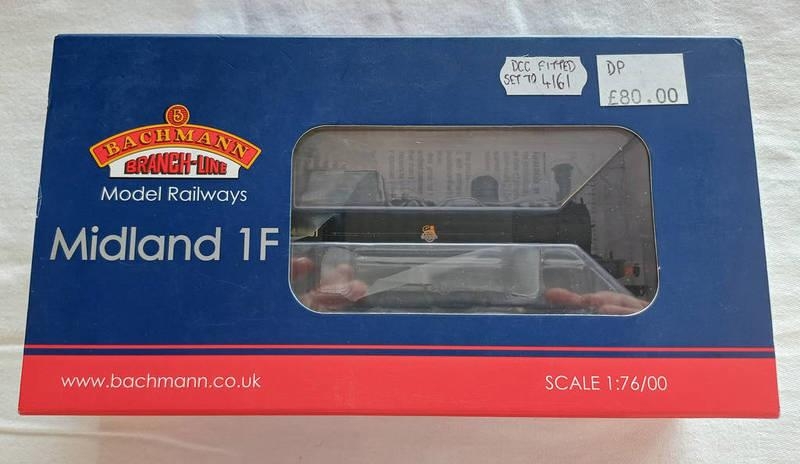 DCC FITTED
SET TO 4161
DP
£80.00
BACHMANN
BRANCH-LINE
Model Railways
Midland 1F
www.bachmann.co.uk
SCALE 1:76/00